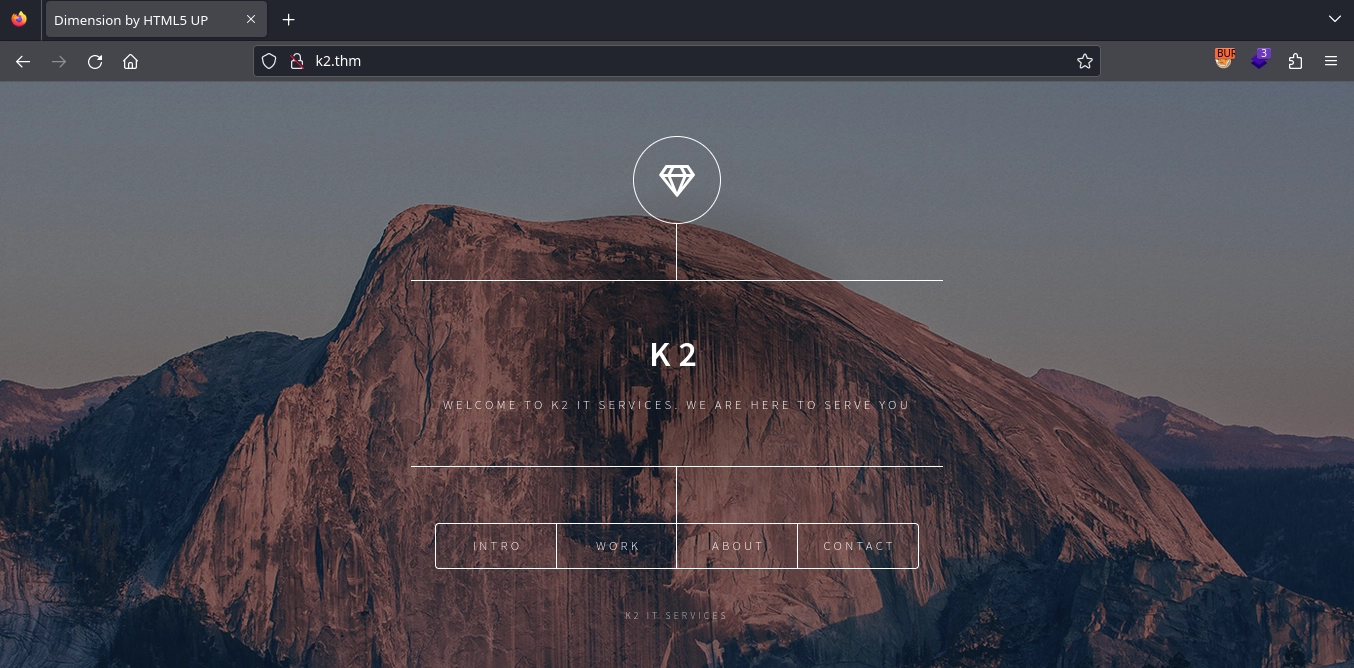 Dimension by HTML5 UP
k2.thm
BUR
3
K2
WELCOME TO K2 IT SERVICES. WE ARE HERE TO SERVE YOU
INTRO WORK ABOUT CONTACT
K2 IT SERVICES